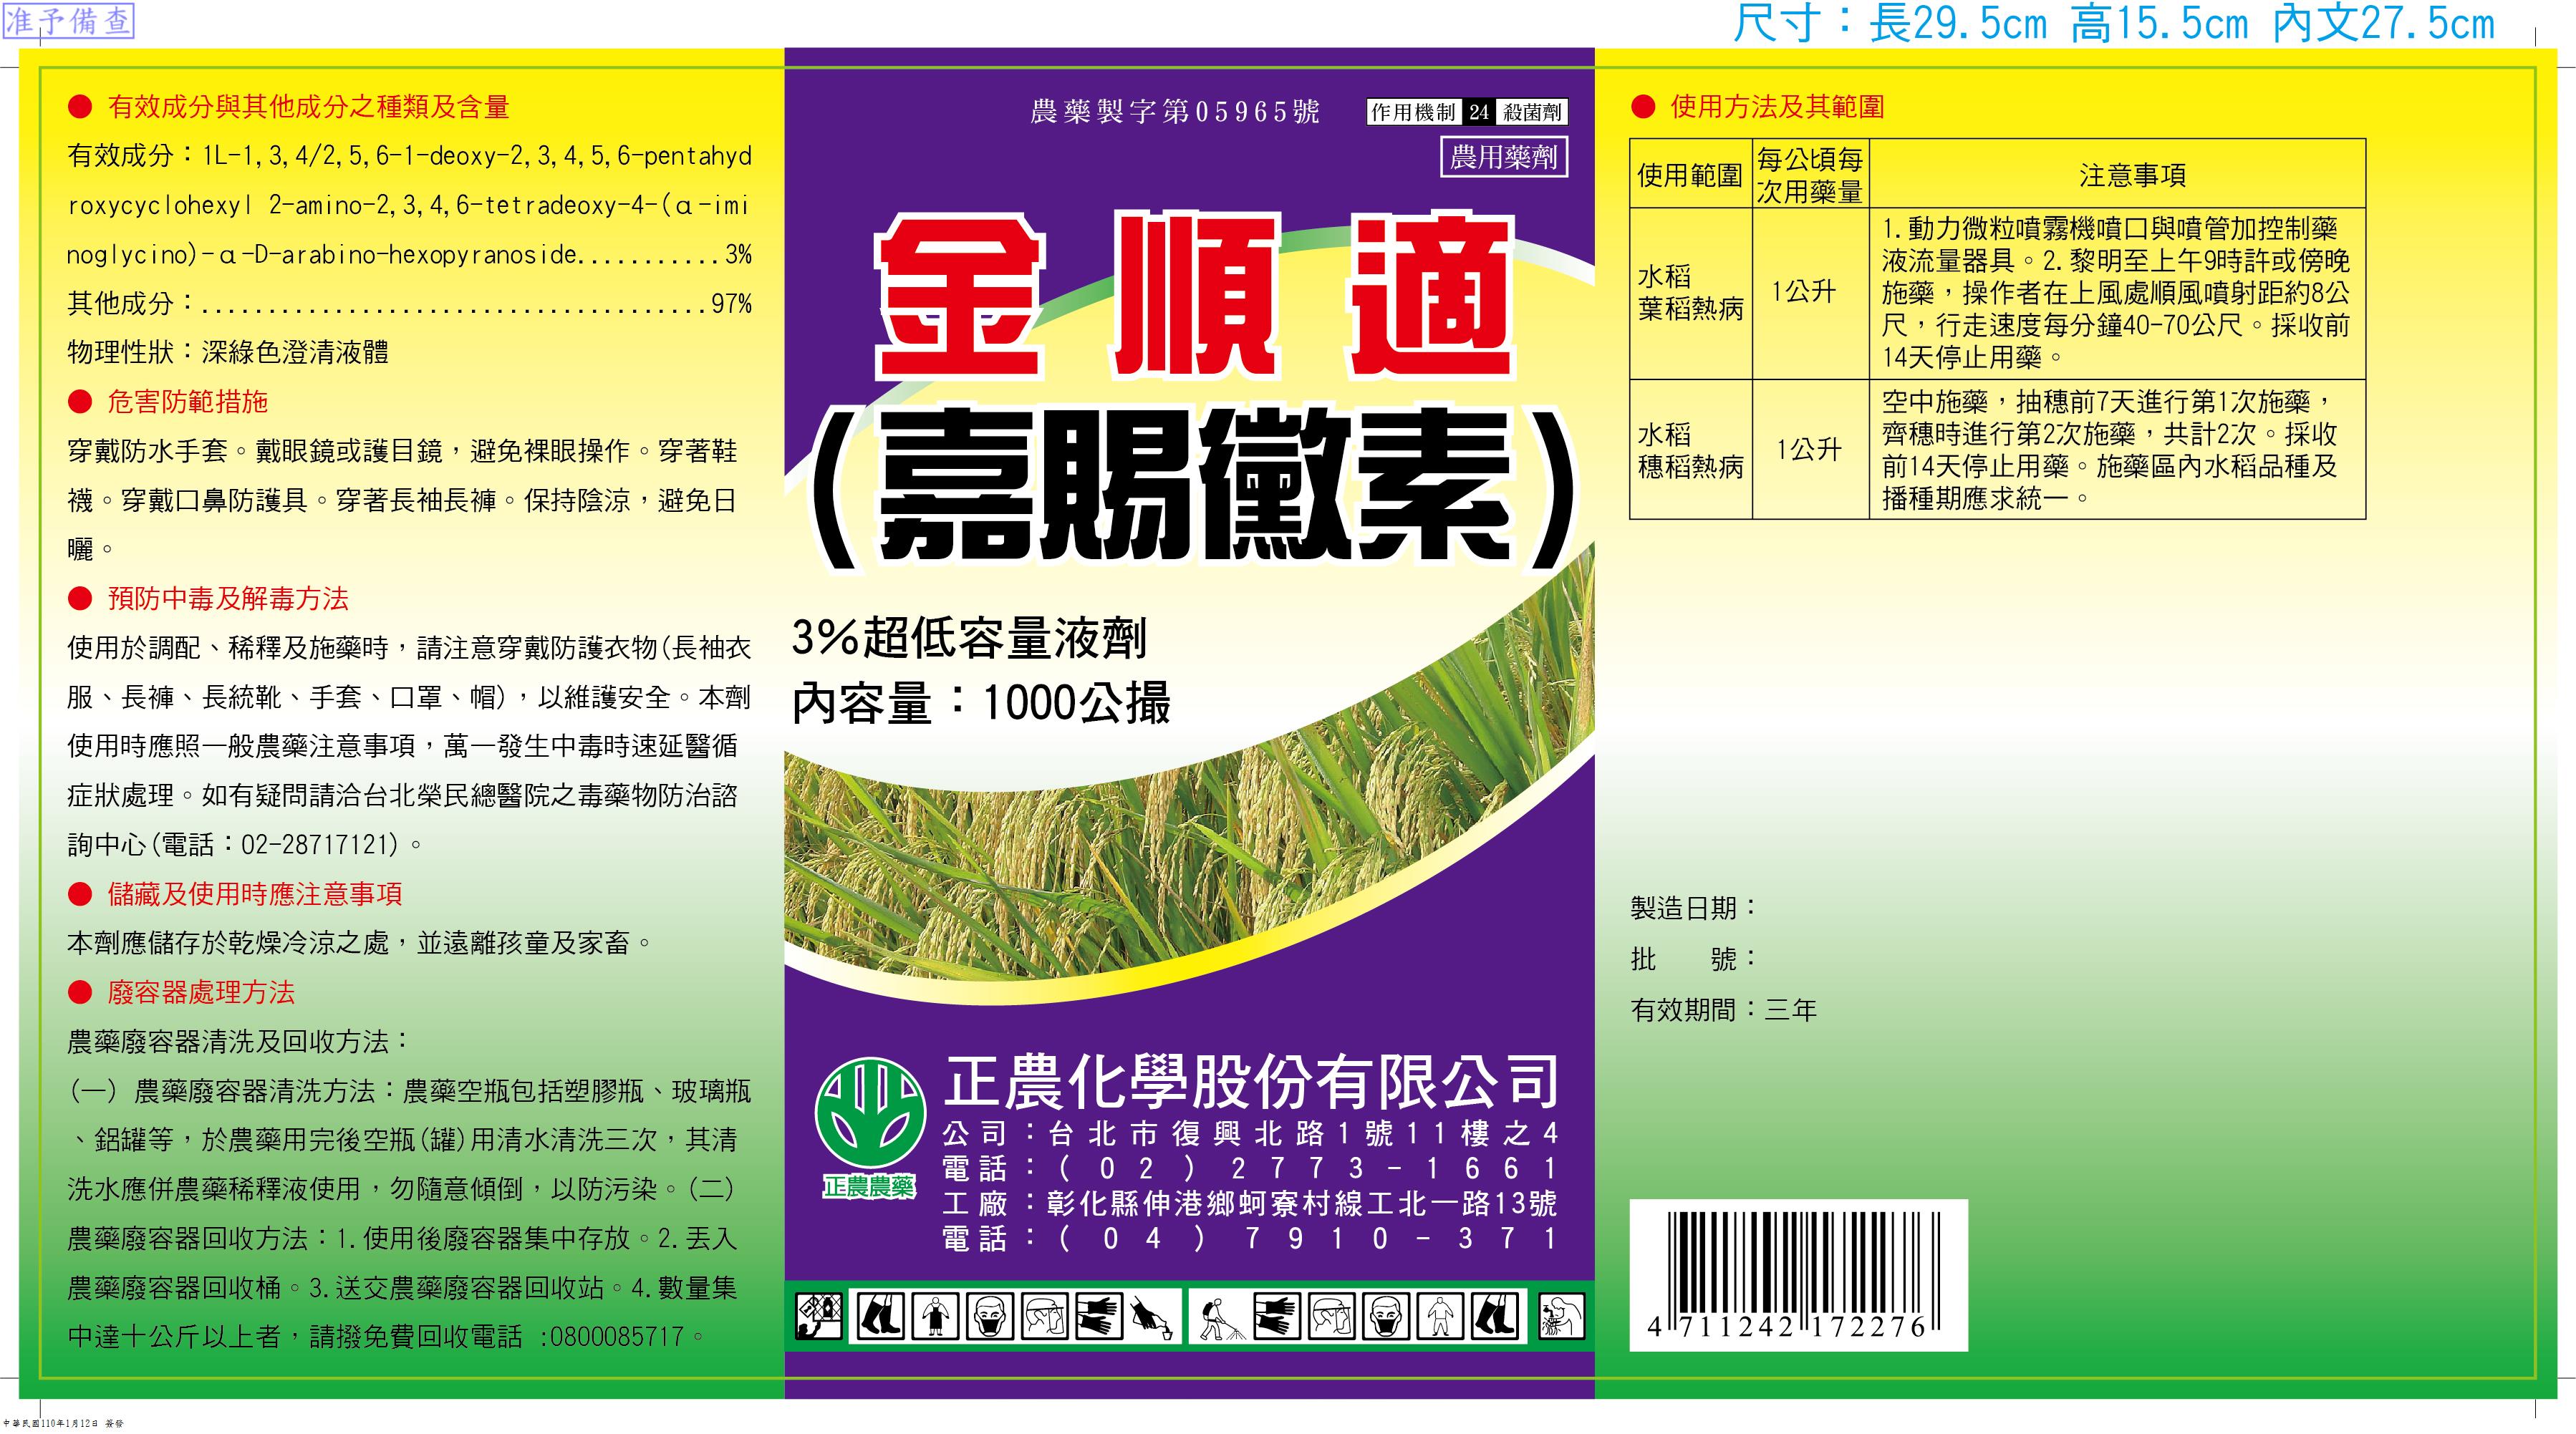 准予備查
尺寸：長29.5cm 高15.5cm 內文27.5cm
● 有效成分與其他成分之種類及含量
有效成分：1L-1,3,4/2,5,6-1-deoxy-2,3,4,5,6-pentahyd
roxycyclohexyl 2-amino-2,3,4,6-tetradeoxy-4-(α-imi
noglycino)-α-D-arabino-hexopyranoside...........3%
其他成分：......................................97%
物理性狀：深綠色澄清液體
● 危害防範措施
穿戴防水手套。戴眼鏡或護目鏡，避免裸眼操作。穿著鞋
襪。穿戴口鼻防護具。穿著長袖長褲。保持陰涼，避免日
曬。
● 預防中毒及解毒方法
使用於調配、稀釋及施藥時，請注意穿戴防護衣物(長袖衣
服、長褲、長統靴、手套、口罩、帽)，以維護安全。本劑
使用時應照一般農藥注意事項，萬一發生中毒時速延醫循
症狀處理。如有疑問請洽台北榮民總醫院之毒藥物防治諮
詢中心(電話：02-28717121)。
● 儲藏及使用時應注意事項
本劑應儲存於乾燥冷涼之處，並遠離孩童及家畜。
● 廢容器處理方法
農藥廢容器清洗及回收方法：
(一) 農藥廢容器清洗方法：農藥空瓶包括塑膠瓶、玻璃瓶
、鋁罐等，於農藥用完後空瓶(罐)用清水清洗三次，其清
洗水應併農藥稀釋液使用，勿隨意傾倒，以防污染。(二)
農藥廢容器回收方法：1.使用後廢容器集中存放。2.丟入
農藥廢容器回收桶。3.送交農藥廢容器回收站。4.數量集
中達十公斤以上者，請撥免費回收電話 :0800085717。
農藥製字第05965號
作用機制 24 殺菌劑
農用藥劑
金順適
(嘉賜黴素)
3%超低容量液劑
內容量：1000公撮
正農化學股份有限公司
公司：台北市復興北路1號11樓之4
電話：(02)2773-1661
工廠：彰化縣伸港鄉蚵寮村線工北一路13號
電話：(04)7910-371
正農農藥
● 使用方法及其範圍
使用範圍
每公頃每
次用藥量
注意事項
水稻
葉稻熱病
1公升
1.動力微粒噴霧機噴口與噴管加控制藥
液流量器具。2.黎明至上午9時許或傍晚
施藥，操作者在上風處順風噴射距約8公
尺，行走速度每分鐘40-70公尺。採收前
14天停止用藥。
水稻
穗稻熱病
1公升
空中施藥，抽穗前7天進行第1次施藥，
齊穗時進行第2次施藥，共計2次。採收
前14天停止用藥。施藥區內水稻品種及
播種期應求統一。
製造日期：
批　　號：
有效期間：三年
4 711242 172276
中華民國110年1月12日 簽發